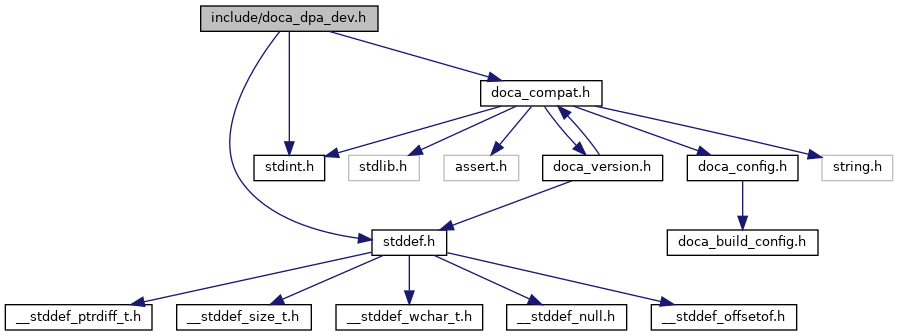 include/doca_dpa_dev.h
doca_compat.h
stdint.h
stdlib.h
assert.h
doca_version.h
doca_config.h
string.h
stddef.h
doca_build_config.h
__stddef_ptrdiff_t.h
__stddef_size_t.h
__stddef_wchar_t.h
__stddef_null.h
__stddef_offsetof.h